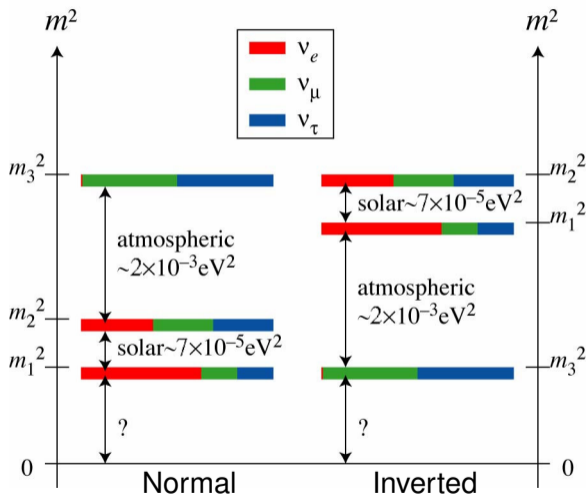 m²
m²
νₑ
ν_μ
ν_τ
m₃²
m₂²
solar~7×10⁻⁵eV²
m₁²
atmospheric
~2×10⁻³eV²
atmospheric
~2×10⁻³eV²
m₂²
solar~7×10⁻⁵eV²
m₁²
m₃²
?
?
0
0
Normal
Inverted